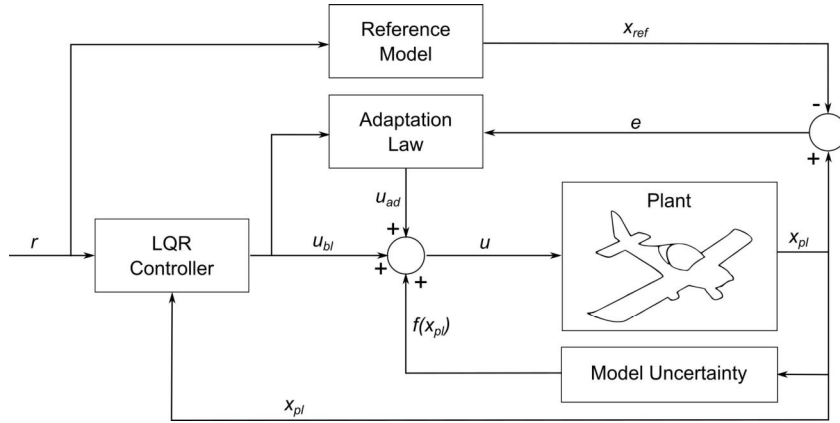 Reference
Model
x_ref
-
Adaptation
Law
e
+
u_ad
r
LQR
Controller
u_bl
+
+
+
u
Plant
x_pl
f(x_pl)
Model Uncertainty
x_pl